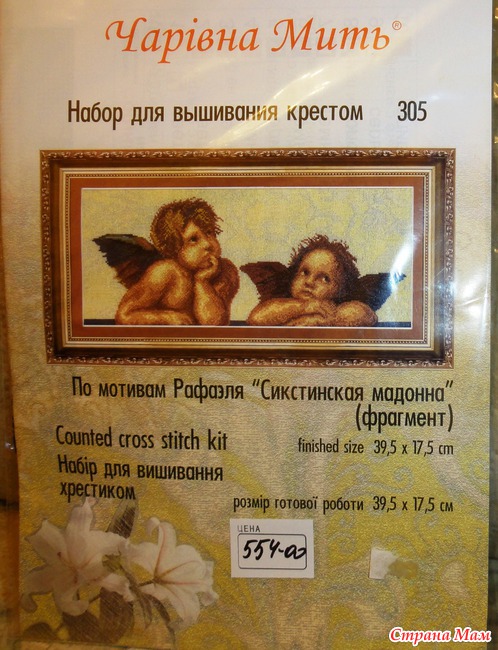 Чарівна Мить®
Набор для вышивания крестом 305
По мотивам Рафаэля "Сикстинская мадонна"
(фрагмент)
Counted cross stitch kit finished size 39,5 x 17,5 cm
Набір для вишивання
хрестиком
розмір готової роботи 39,5 х 17,5 см
ЦЕНА
554-00
Страна Мам